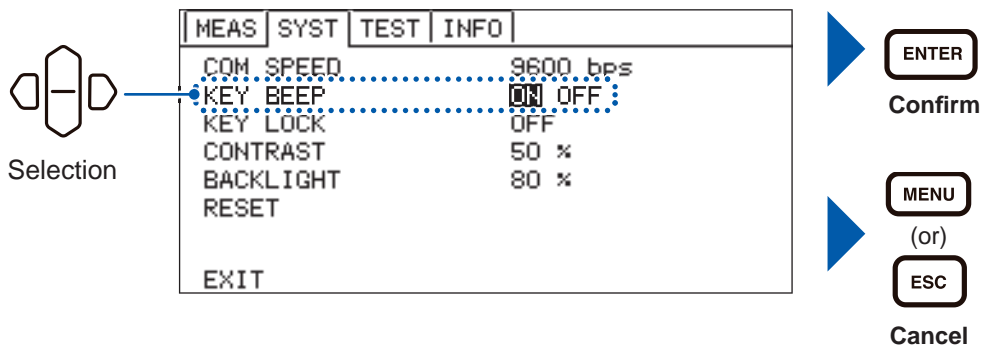 MEAS SYST TEST INFO
COM SPEED 9600 bps
KEY BEEP ON OFF
KEY LOCK OFF
CONTRAST 50 %
BACKLIGHT 80 %
RESET
EXIT
Selection
ENTER
Confirm
MENU
(or)
ESC
Cancel